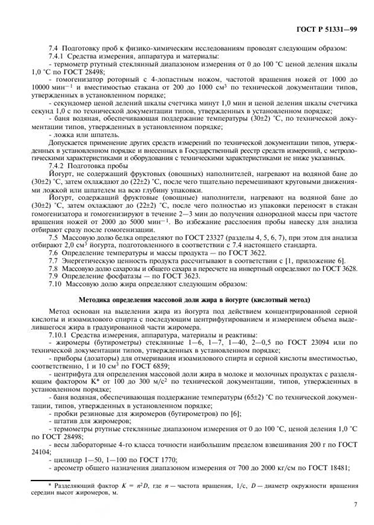 ГОСТ Р 51331—99
7.4 Подготовку проб к физико-химическим исследованиям проводят следующим образом:
7.4.1 Средства измерения, аппаратура и материалы:
- термометр ртутный стеклянный диапазоном измерения от 0 до 100 °С ценой деления шкалы
1,0 °С по ГОСТ 28498;
- гомогенизатор роторный с 4-лопастным ножом, частотой вращения ножей от 1000 до
10000 мин⁻¹ и вместимостью стакана от 200 до 1000 см³ по технической документации типов,
утвержденных в установленном порядке;
- секундомер ценой делений шкалы счетчика минут 1,0 мин и ценой деления шкалы счетчика
секунд 1,0 по технической документации типов, утвержденных в установленном порядке;
- баня водяная, обеспечивающая поддержание температуры (30±2) °С, по технической доку-
ментации типов, утвержденных в установленном порядке;
- ложка или шпатель.
Допускается применение других средств измерений по технической документации типов, утверж-
денных в установленном порядке и внесенных в Государственный реестр средств измерений, с метроло-
гическими характеристиками и оборудования с техническими характеристиками не ниже указанных.
7.4.2 Подготовка пробы
Йогурт, не содержащий фруктовых (овощных) наполнителей, нагревают на водяной бане до
(30±2) °С, затем охлаждают до (22±2) °С, после чего тщательно перемешивают круговыми движения-
ми ложкой или шпателем на всю глубину упаковки.
Йогурт, содержащий фруктовые (овощные) наполнители, нагревают на водяной бане до
(30±2) °С, затем охлаждают до (22±2) °С, после чего полностью из упаковки переносят в стакан
гомогенизатора и гомогенизируют в течение 2—3 мин до получения однородной массы при частоте
вращения ножей от 2000 до 5000 мин⁻¹. Во избежание расслоения пробы навеску для анализа
отбирают сразу после гомогенизации.
7.5 Массовую долю белка определяют по ГОСТ 23327 (разделы 4, 5, 6, 7), при этом для анализа
отбирают 2,0 см³ йогурта, подготовленного в соответствии с 7.4 настоящего стандарта.
7.6 Определение температуры и массы продукта — по ГОСТ 3622.
7.7 Энергетическую ценность продукта рассчитывают в соответствии с [1, приложение 6].
7.8 Массовую долю сахарозы и общего сахара в пересчете на инвертный определяют по ГОСТ 3628.
7.9 Определение фосфатазы — по ГОСТ 3623.
7.10 Массовую долю жира определяют следующим образом:
Методика определения массовой доли жира в йогурте (кислотный метод)
Метод основан на выделении жира из йогурта под действием концентрированной серной
кислоты и изоамилового спирта с последующим центрифугированием и измерением объема выде-
лившегося жира в градуированной части жиромера.
7.10.1 Средства измерения, аппаратура, материалы и реактивы:
- жиромеры (бутирометры) стеклянные 1—6, 1—7, 1—40, 2—0,5 по ГОСТ 23094 или по
технической документации типов, утвержденных в установленном порядке;
- приборы (дозаторы) для отмеривания изоамилового спирта и серной кислоты вместимостью,
соответственно, 1 и 10 см³ по ГОСТ 6859;
- центрифуга для определения массовой доли жира в молоке и молочных продуктах с разделя-
ющим фактором К* от 100 до 300 м/с² по технической документации, типов, утвержденных в
установленном порядке;
- баня водяная, обеспечивающая поддержание температуры (65±2) °С по технической докумен-
тации, типов, утвержденных в установленном порядке;
- пробки резиновые для жиромеров (бутирометров) по [6];
- штатив для жиромеров;
- термометры ртутные стеклянные диапазоном измерения от 0 до 100 °С, ценой деления 1,0 °С
по ГОСТ 28498;
- весы лабораторные 4-го класса точности наибольшим пределом взвешивания 200 г по ГОСТ
24104;
- цилиндр 1—50, 1—100 по ГОСТ 1770;
- ареометр общего назначения диапазоном измерения от 700 до 2000 кг/см по ГОСТ 18481;
* Разделяющий фактор K = n²D, где n — частота вращения, 1/с, D — диаметр окружности вращения
середин высот жиромеров, м.
7